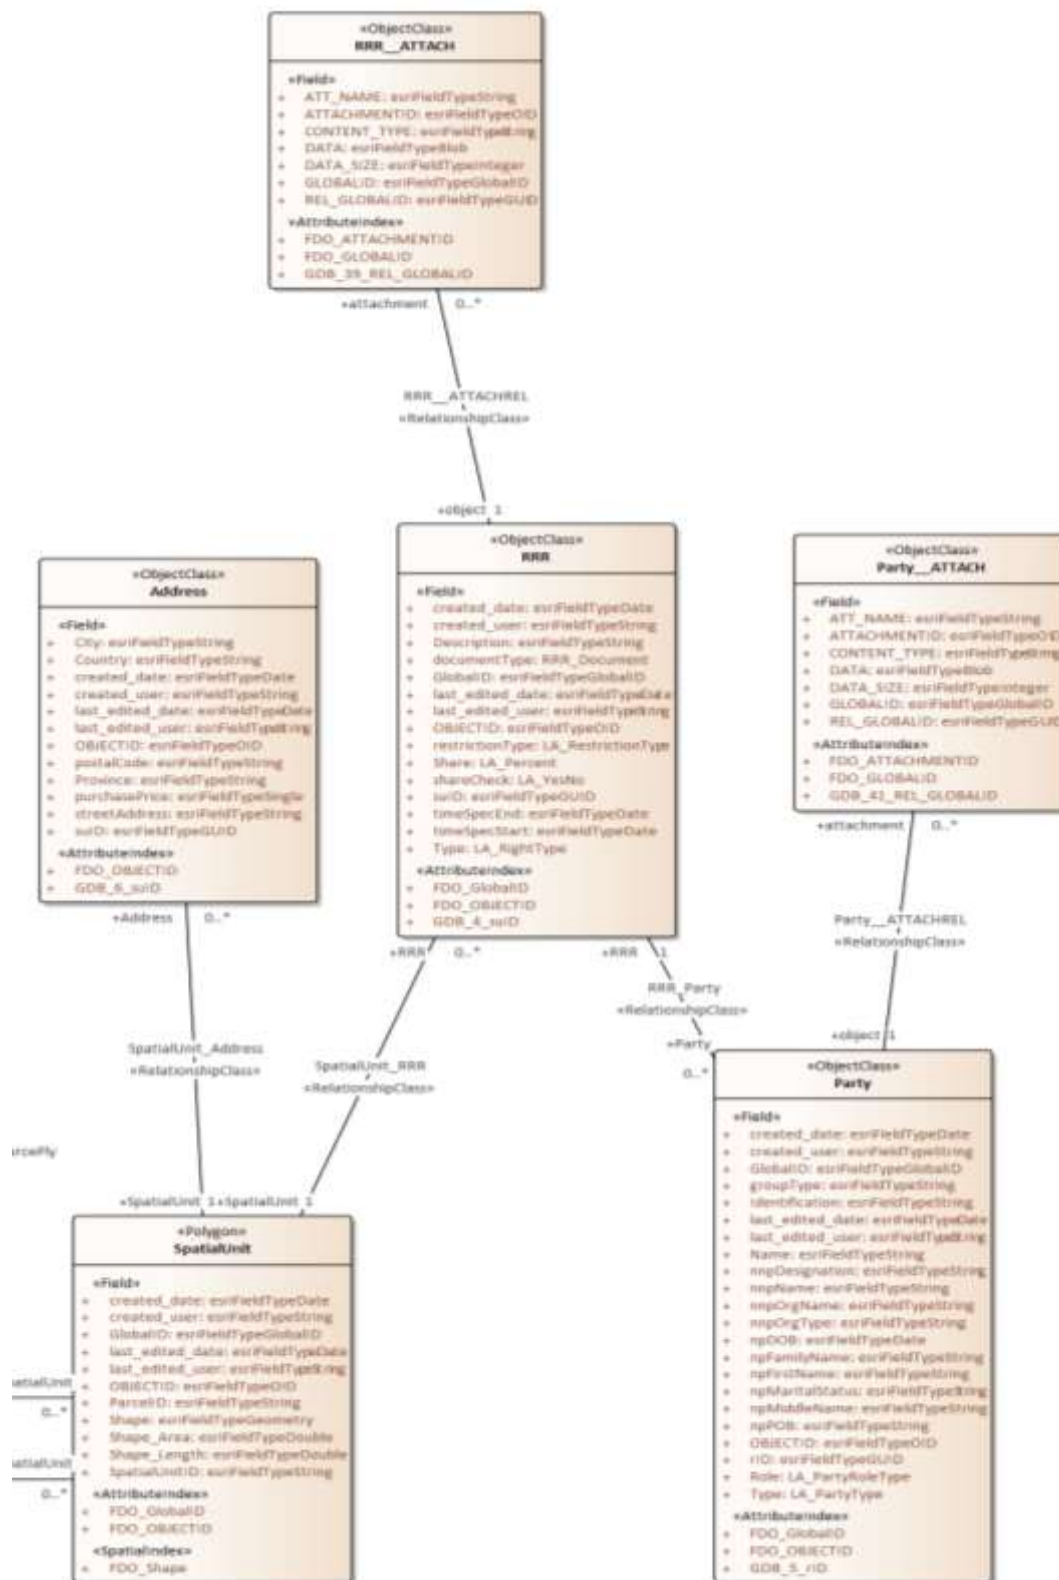 «ObjectClass»
RRR__ATTACH
«Field»
+ ATT_NAME: esriFieldTypeString
+ ATTACHMENTID: esriFieldTypeOID
+ CONTENT_TYPE: esriFieldTypeString
+ DATA: esriFieldTypeBlob
+ DATA_SIZE: esriFieldTypeInteger
+ GLOBALID: esriFieldTypeGlobalID
+ REL_GLOBALID: esriFieldTypeGUID
«AttributeIndex»
+ FDO_ATTACHMENTID
+ FDO_GLOBALID
+ GDB_39_REL_GLOBALID
+attachment 0..*
RRR__ATTACHREL
«RelationshipClass»
+object 1
«ObjectClass»
RRR
«Field»
+ created_date: esriFieldTypeDate
+ created_user: esriFieldTypeString
+ Description: esriFieldTypeString
+ documentType: RRR_Document
+ GlobalID: esriFieldTypeGlobalID
+ last_edited_date: esriFieldTypeDate
+ last_edited_user: esriFieldTypeString
+ OBJECTID: esriFieldTypeOID
+ restrictionType: LA_RestrictionType
+ Share: LA_Percent
+ shareCheck: LA_YesNo
+ suID: esriFieldTypeGUID
+ timeSpecEnd: esriFieldTypeDate
+ timeSpecStart: esriFieldTypeDate
+ Type: LA_RightType
«AttributeIndex»
+ FDO_GlobalID
+ FDO_OBJECTID
+ GDB_4_suID
«ObjectClass»
Address
«Field»
+ City: esriFieldTypeString
+ Country: esriFieldTypeString
+ created_date: esriFieldTypeDate
+ created_user: esriFieldTypeString
+ last_edited_date: esriFieldTypeDate
+ last_edited_user: esriFieldTypeString
+ OBJECTID: esriFieldTypeOID
+ postalCode: esriFieldTypeString
+ Province: esriFieldTypeString
+ purchasePrice: esriFieldTypeSingle
+ streetAddress: esriFieldTypeString
+ suID: esriFieldTypeGUID
«AttributeIndex»
+ FDO_OBJECTID
+ GDB_6_suID
«ObjectClass»
Party__ATTACH
«Field»
+ ATT_NAME: esriFieldTypeString
+ ATTACHMENTID: esriFieldTypeOID
+ CONTENT_TYPE: esriFieldTypeString
+ DATA: esriFieldTypeBlob
+ DATA_SIZE: esriFieldTypeInteger
+ GLOBALID: esriFieldTypeGlobalID
+ REL_GLOBALID: esriFieldTypeGUID
«AttributeIndex»
+ FDO_ATTACHMENTID
+ FDO_GLOBALID
+ GDB_41_REL_GLOBALID
+attachment 0..*
+Address 0..*
+RRR 0..*
+RRR 1
Party__ATTACHREL
«RelationshipClass»
RRR_Party
«RelationshipClass»
+Party
0..*
+object 1
SpatialUnit_Address
«RelationshipClass»
SpatialUnit_RRR
«RelationshipClass»
+SpatialUnit 1
+SpatialUnit 1
«Polygon»
SpatialUnit
«Field»
+ created_date: esriFieldTypeDate
+ created_user: esriFieldTypeString
+ GlobalID: esriFieldTypeGlobalID
+ last_edited_date: esriFieldTypeDate
+ last_edited_user: esriFieldTypeString
+ OBJECTID: esriFieldTypeOID
+ ParcelID: esriFieldTypeString
+ Shape: esriFieldTypeGeometry
+ Shape_Area: esriFieldTypeDouble
+ Shape_Length: esriFieldTypeDouble
+ SpatialUnitID: esriFieldTypeString
«AttributeIndex»
+ FDO_GlobalID
+ FDO_OBJECTID
«SpatialIndex»
+ FDO_Shape
atialUnit
0..*
atialUnit
0..*
«ObjectClass»
Party
«Field»
+ created_date: esriFieldTypeDate
+ created_user: esriFieldTypeString
+ GlobalID: esriFieldTypeGlobalID
+ groupType: esriFieldTypeString
+ identification: esriFieldTypeString
+ last_edited_date: esriFieldTypeDate
+ last_edited_user: esriFieldTypeString
+ Name: esriFieldTypeString
+ nnpDesignation: esriFieldTypeString
+ nnpName: esriFieldTypeString
+ nnpOrgName: esriFieldTypeString
+ nnpOrgType: esriFieldTypeString
+ npDOB: esriFieldTypeDate
+ npFamilyName: esriFieldTypeString
+ npFirstName: esriFieldTypeString
+ npMaritalStatus: esriFieldTypeString
+ npMiddleName: esriFieldTypeString
+ npPOB: esriFieldTypeString
+ OBJECTID: esriFieldTypeOID
+ rID: esriFieldTypeGUID
+ Role: LA_PartyRoleType
+ Type: LA_PartyType
«AttributeIndex»
+ FDO_GlobalID
+ FDO_OBJECTID
+ GDB_5_rID